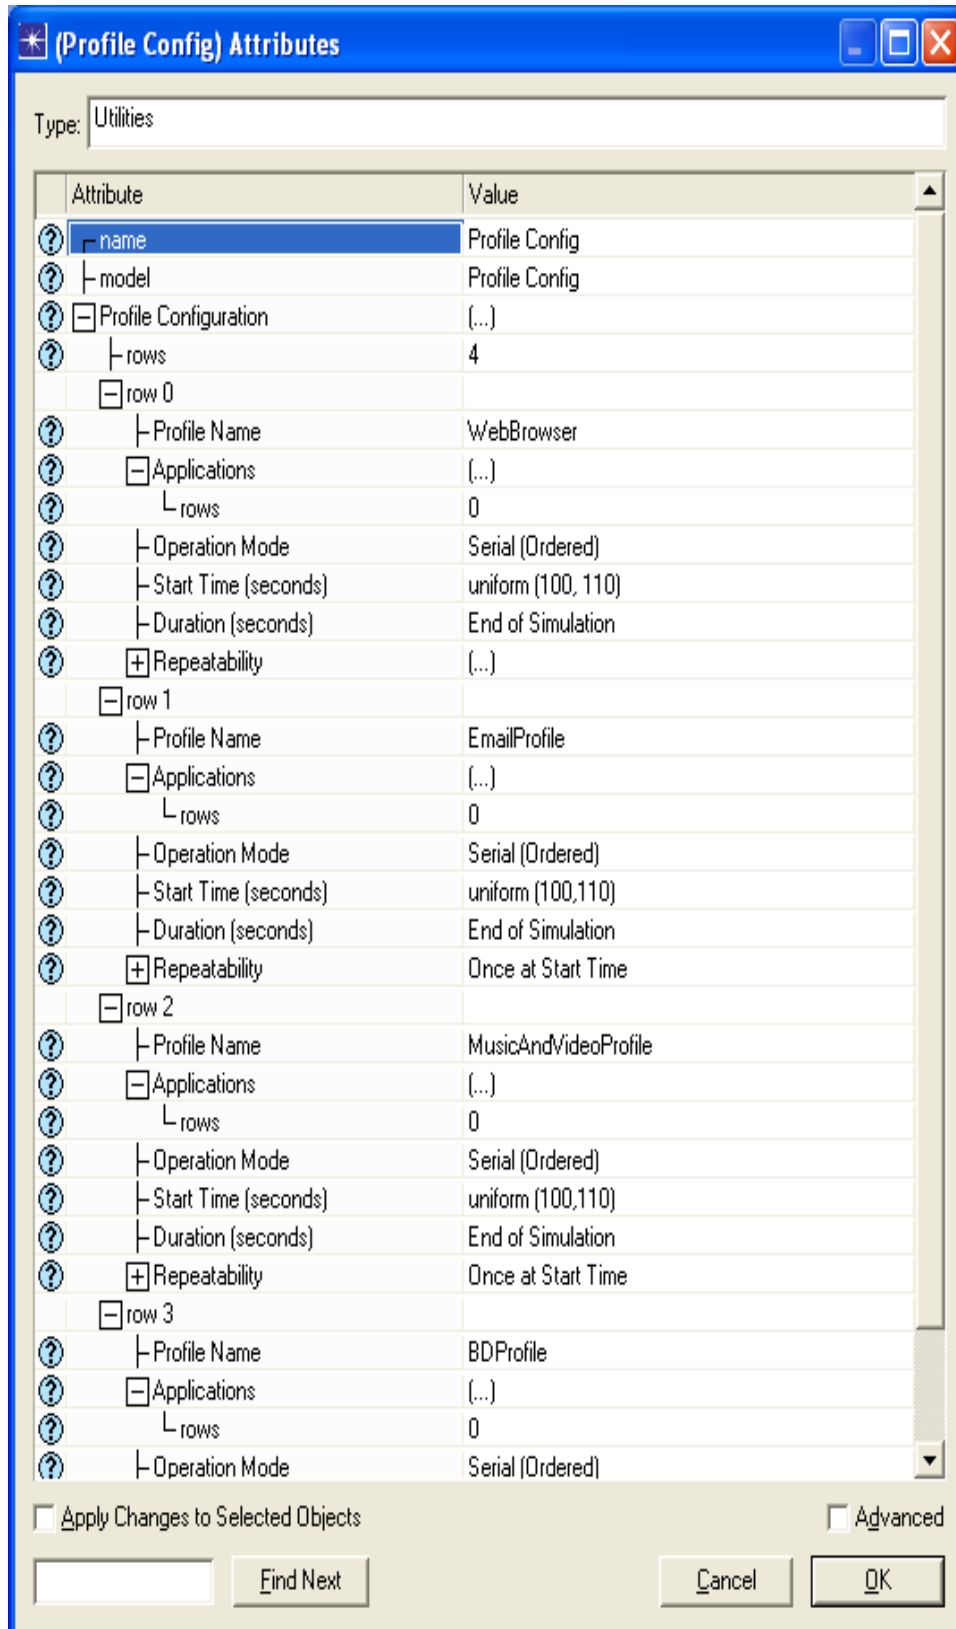 (Profile Config) Attributes
Type: Utilities
Attribute Value
name Profile Config
model Profile Config
Profile Configuration (...)
rows 4
row 0
Profile Name WebBrowser
Applications (...)
rows 0
Operation Mode Serial (Ordered)
Start Time (seconds) uniform (100, 110)
Duration (seconds) End of Simulation
Repeatability (...)
row 1
Profile Name EmailProfile
Applications (...)
rows 0
Operation Mode Serial (Ordered)
Start Time (seconds) uniform (100,110)
Duration (seconds) End of Simulation
Repeatability Once at Start Time
row 2
Profile Name MusicAndVideoProfile
Applications (...)
rows 0
Operation Mode Serial (Ordered)
Start Time (seconds) uniform (100,110)
Duration (seconds) End of Simulation
Repeatability Once at Start Time
row 3
Profile Name BDProfile
Applications (...)
rows 0
Operation Mode Serial (Ordered)
Apply Changes to Selected Objects Advanced
Find Next Cancel OK